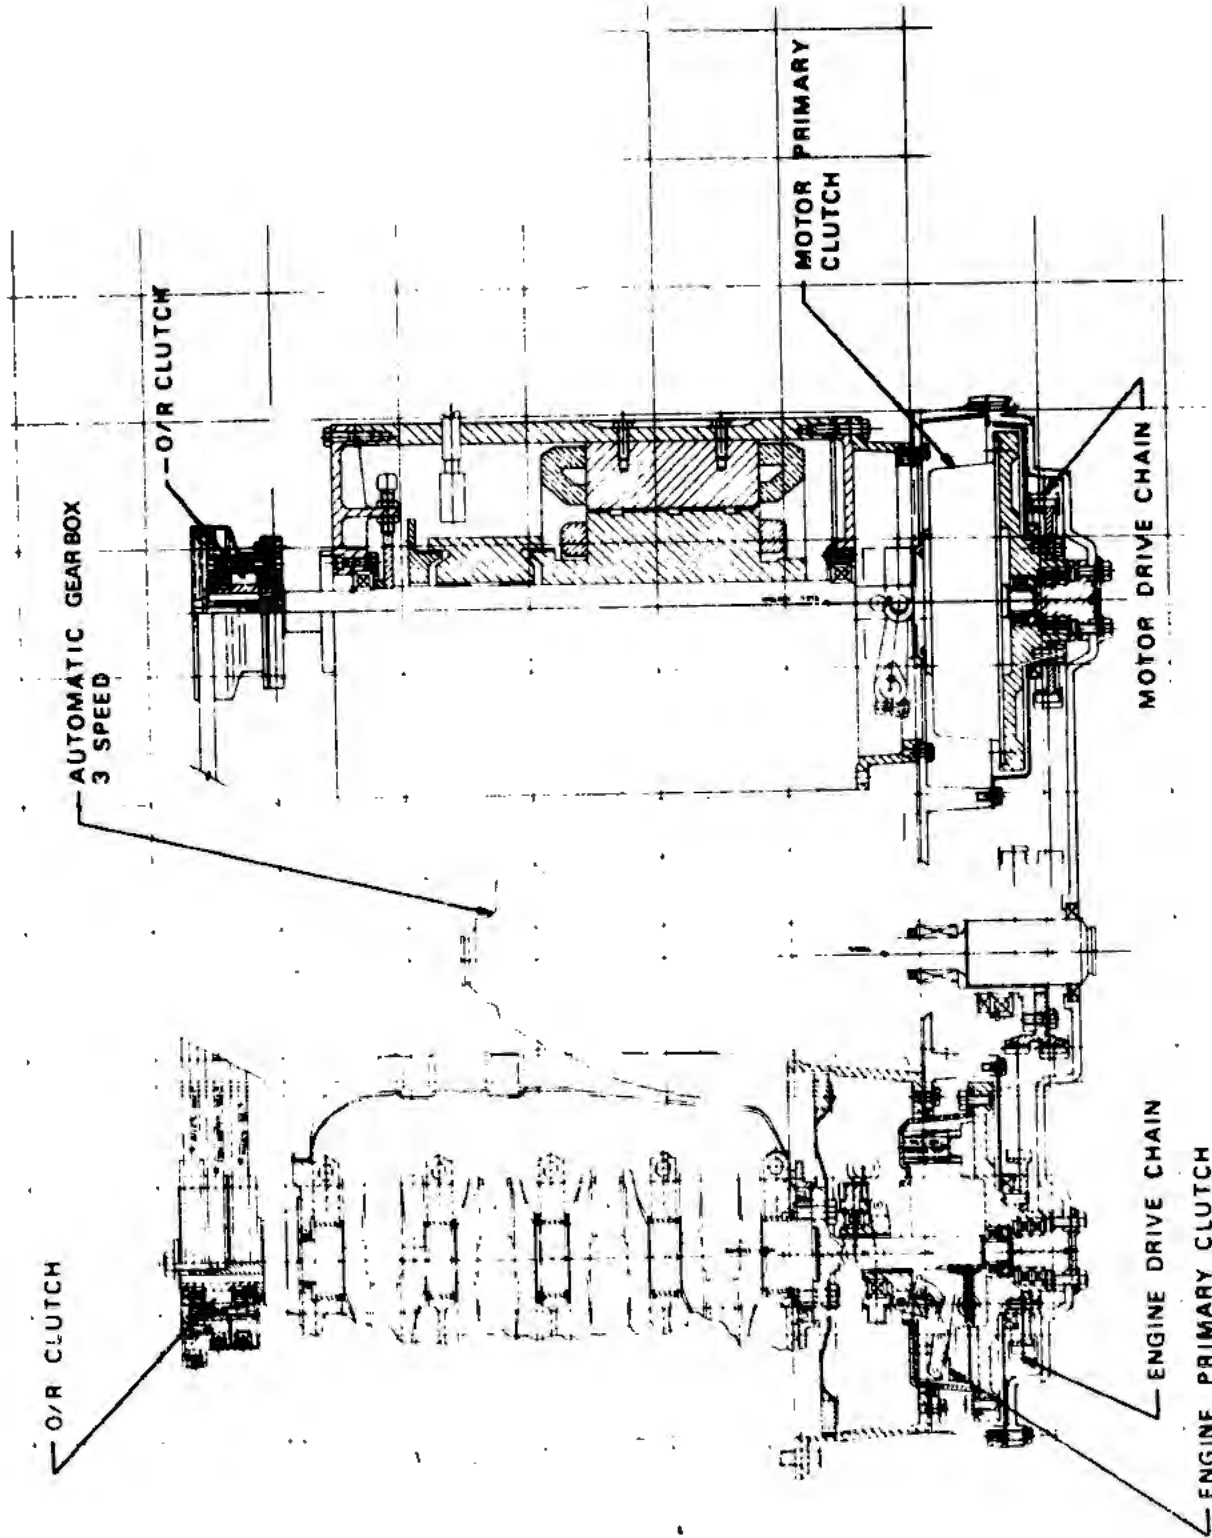 O/R CLUTCH
AUTOMATIC GEARBOX
3 SPEED
O/R CLUTCH
MOTOR PRIMARY
CLUTCH
MOTOR DRIVE CHAIN
ENGINE DRIVE CHAIN
ENGINE PRIMARY CLUTCH